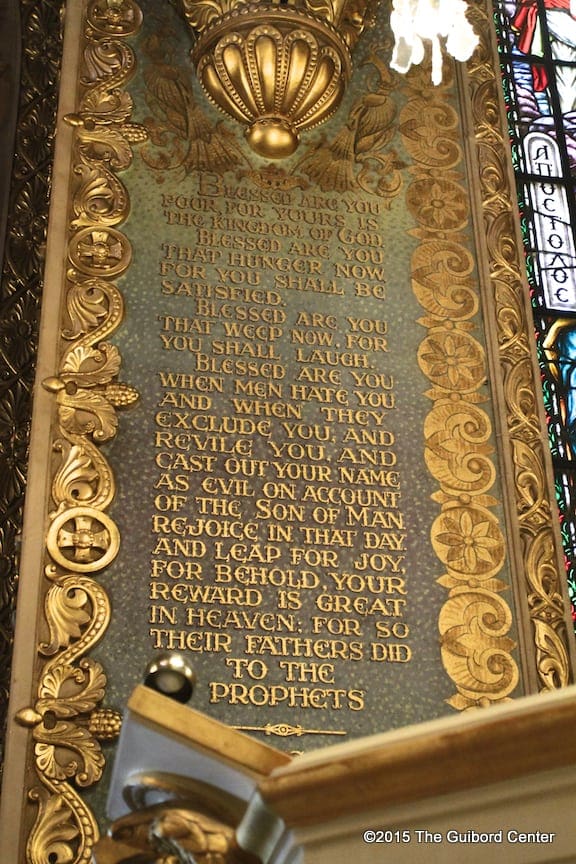 BLESSED ARE YOU
POOR, FOR YOURS IS
THE KINGDOM OF GOD.
BLESSED ARE YOU
THAT HUNGER NOW
FOR YOU SHALL BE
SATISFIED.
BLESSED ARE YOU
THAT WEEP NOW, FOR
YOU SHALL LAUGH.
BLESSED ARE YOU
WHEN MEN HATE YOU
AND WHEN THEY
EXCLUDE YOU, AND
REVILE YOU, AND
CAST OUT YOUR NAME
AS EVIL ON ACCOUNT
OF THE SON OF MAN.
REJOICE IN THAT DAY.
AND LEAP FOR JOY,
FOR BEHOLD, YOUR
REWARD IS GREAT
IN HEAVEN; FOR SO
THEIR FATHERS DID
TO THE
PROPHETS
ΑΠΟΣΤΟΛΟΣ
©2015 The Guibord Center